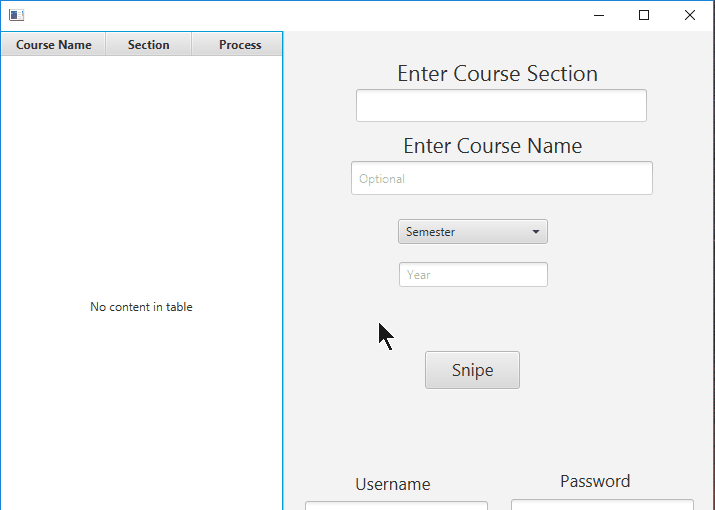 Course Name Section Process
No content in table
Enter Course Section
Enter Course Name
Optional
Semester
Year
Snipe
Username Password